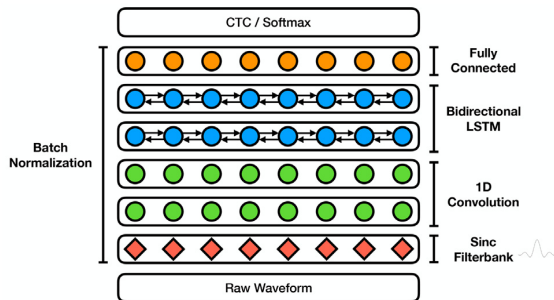 CTC / Softmax
Fully
Connected
Bidirectional
LSTM
Batch
Normalization
1D
Convolution
Sinc
Filterbank
Raw Waveform